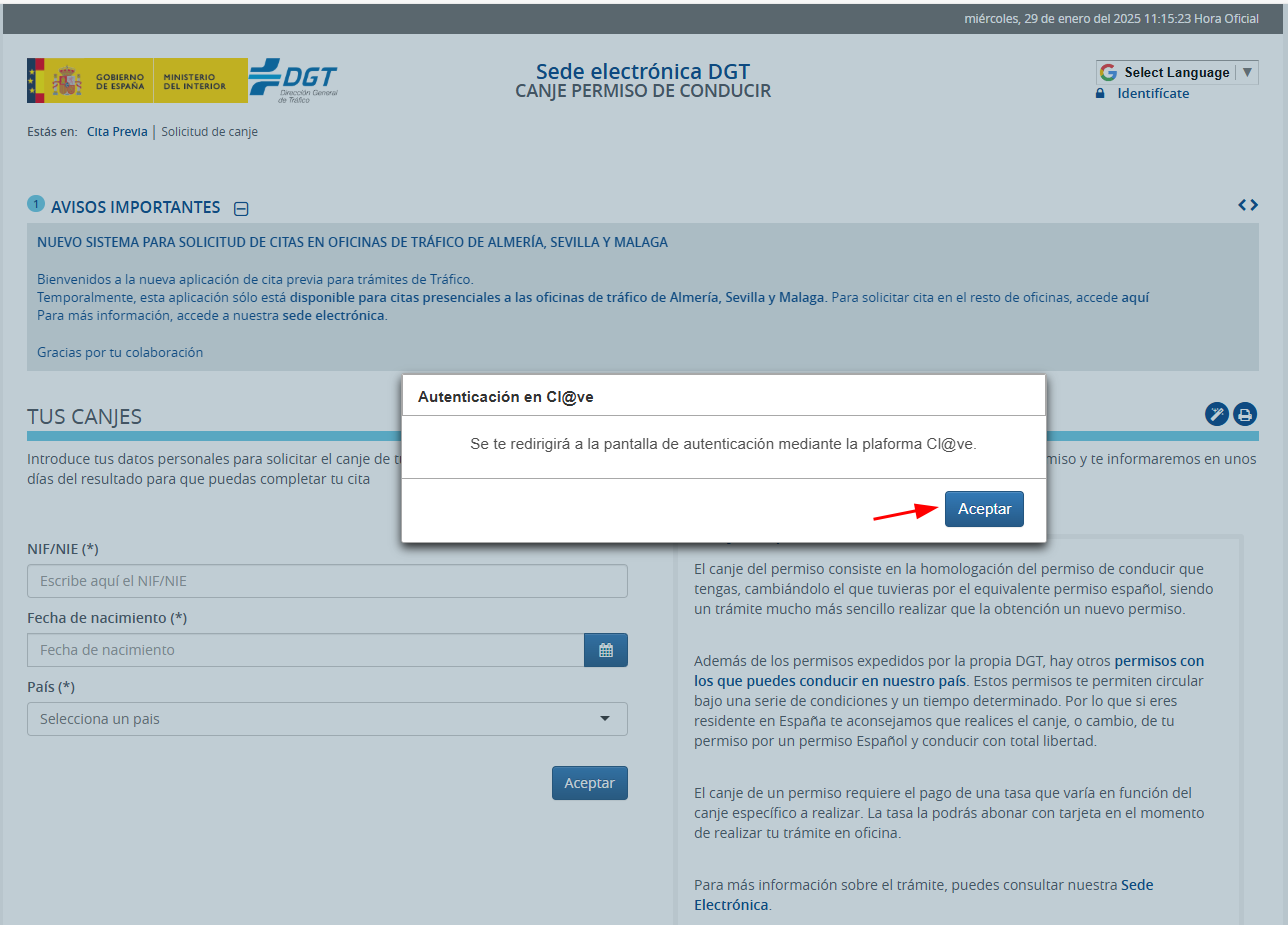 miércoles, 29 de enero del 2025 11:15:23 Hora Oficial
GOBIERNO
DE ESPAÑA
MINISTERIO
DEL INTERIOR
DGT
Dirección General
de Tráfico
Sede electrónica DGT
CANJE PERMISO DE CONDUCIR
Select Language
Identifícate
Estás en: Cita Previa | Solicitud de canje
1 AVISOS IMPORTANTES
NUEVO SISTEMA PARA SOLICITUD DE CITAS EN OFICINAS DE TRÁFICO DE ALMERÍA, SEVILLA Y MALAGA
Bienvenidos a la nueva aplicación de cita previa para trámites de Tráfico.
Temporalmente, esta aplicación sólo está disponible para citas presenciales a las oficinas de tráfico de Almería, Sevilla y Malaga. Para solicitar cita en el resto de oficinas, accede aquí
Para más información, accede a nuestra sede electrónica.
Gracias por tu colaboración
Autenticación en Cl@ve
Se te redirigirá a la pantalla de autenticación mediante la plaforma Cl@ve.
Aceptar
TUS CANJES
Introduce tus datos personales para solicitar el canje de miso y te informaremos en unos
días del resultado para que puedas completar tu cita
NIF/NIE (*)
Escribe aquí el NIF/NIE
Fecha de nacimiento (*)
Fecha de nacimiento
País (*)
Selecciona un pais
Aceptar
El canje del permiso consiste en la homologación del permiso de conducir que
tengas, cambiándolo el que tuvieras por el equivalente permiso español, siendo
un trámite mucho más sencillo realizar que la obtención un nuevo permiso.
Además de los permisos expedidos por la propia DGT, hay otros permisos con
los que puedes conducir en nuestro país. Estos permisos te permiten circular
bajo una serie de condiciones y un tiempo determinado. Por lo que si eres
residente en España te aconsejamos que realices el canje, o cambio, de tu
permiso por un permiso Español y conducir con total libertad.
El canje de un permiso requiere el pago de una tasa que varía en función del
canje específico a realizar. La tasa la podrás abonar con tarjeta en el momento
de realizar tu trámite en oficina.
Para más información sobre el trámite, puedes consultar nuestra Sede
Electrónica.